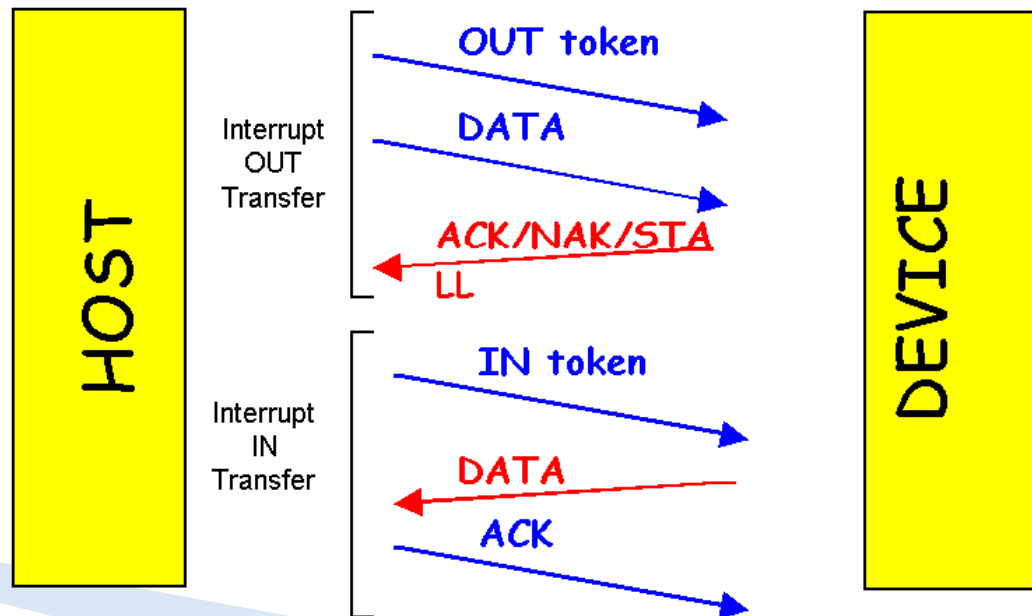 HOST
Interrupt
OUT
Transfer
OUT token
DATA
ACK/NAK/STA
LL
Interrupt
IN
Transfer
IN token
DATA
ACK
DEVICE